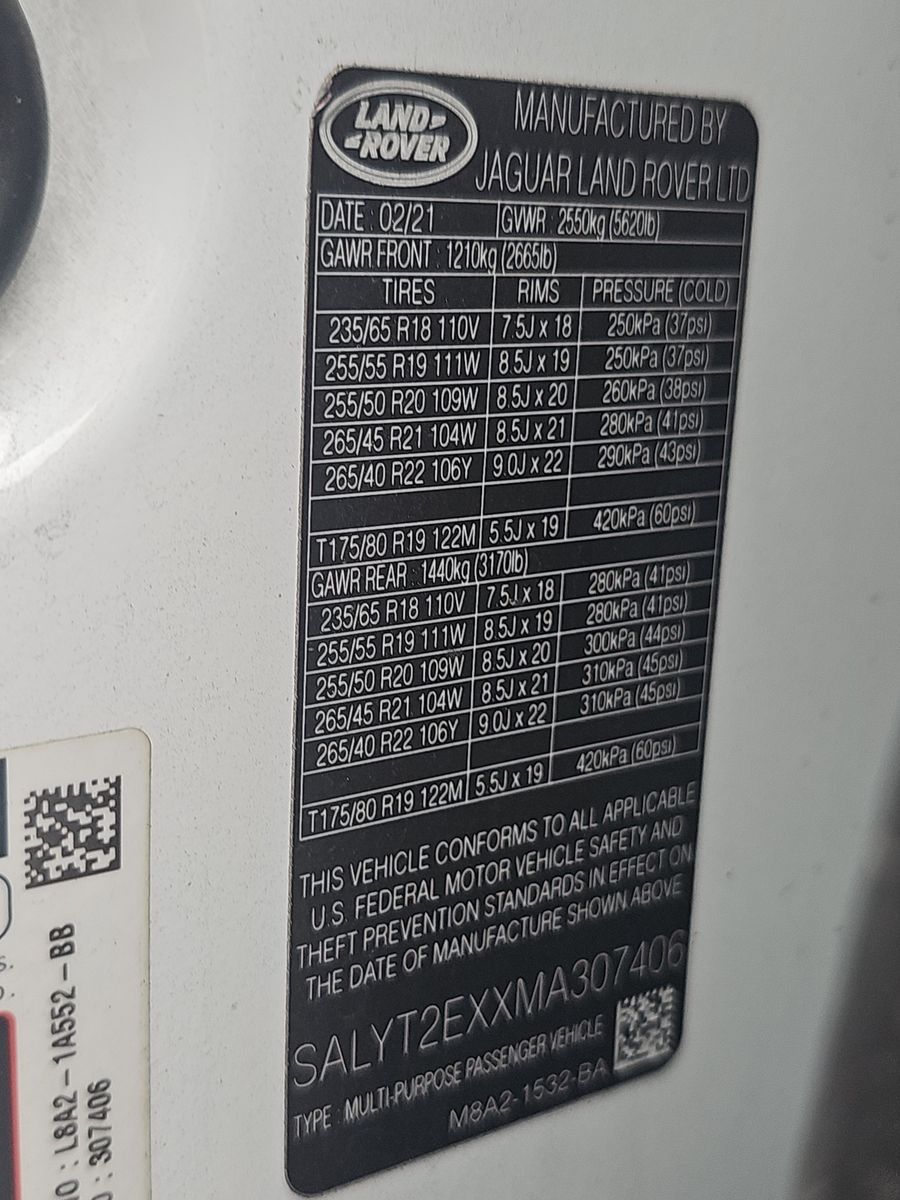 LAND ROVER
MANUFACTURED BY
JAGUAR LAND ROVER LTD
DATE : 02/21 GVWR : 2550kg (5620lb)
GAWR FRONT : 1210kg (2665lb)
TIRES RIMS PRESSURE (COLD)
235/65 R18 110V 7.5J x 18 250kPa (37psi)
255/55 R19 111W 8.5J x 19 250kPa (37psi)
255/50 R20 109W 8.5J x 20 260kPa (38psi)
265/45 R21 104W 8.5J x 21 280kPa (41psi)
265/40 R22 106Y 9.0J x 22 290kPa (43psi)
T175/80 R19 122M 5.5J x 19 420kPa (60psi)
GAWR REAR : 1440kg (3170lb)
235/65 R18 110V 7.5J x 18 280kPa (41psi)
255/55 R19 111W 8.5J x 19 280kPa (41psi)
255/50 R20 109W 8.5J x 20 300kPa (44psi)
265/45 R21 104W 8.5J x 21 310kPa (45psi)
265/40 R22 106Y 9.0J x 22 310kPa (45psi)
T175/80 R19 122M 5.5J x 19 420kPa (60psi)
THIS VEHICLE CONFORMS TO ALL APPLICABLE
U.S. FEDERAL MOTOR VEHICLE SAFETY AND
THEFT PREVENTION STANDARDS IN EFFECT ON
THE DATE OF MANUFACTURE SHOWN ABOVE
SALYT2EXXMA307406
TYPE : MULTI-PURPOSE PASSENGER VEHICLE
M8A2-1532-BA
: L8A2-1A552-BB
: 307406